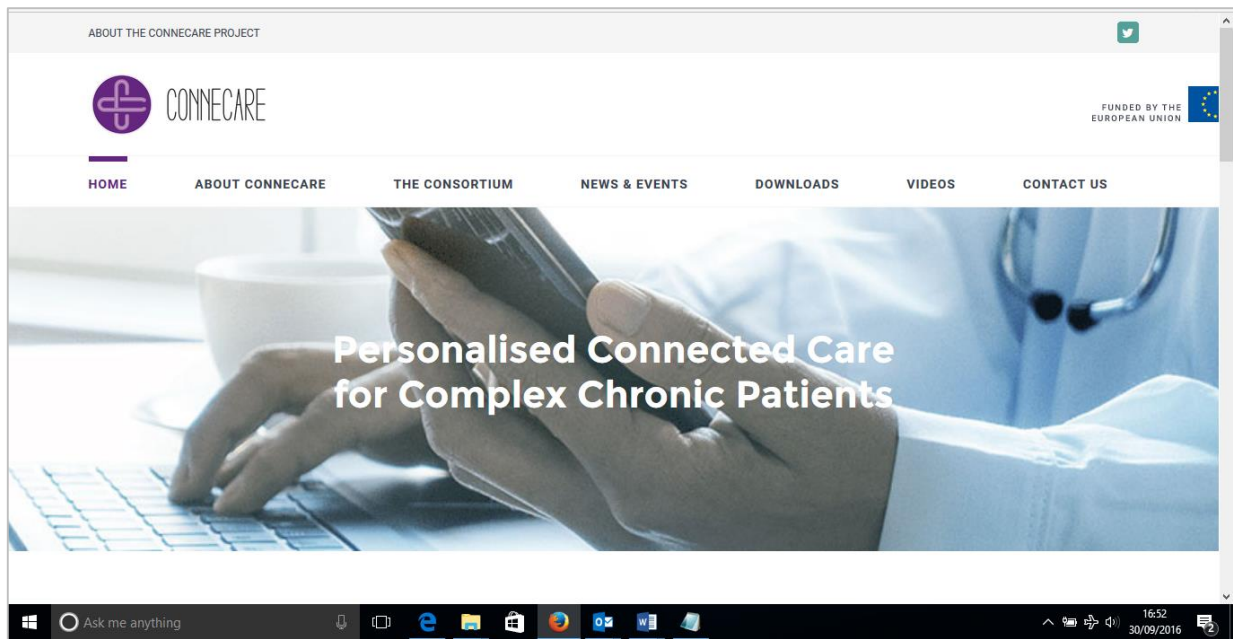 ABOUT THE CONNECARE PROJECT
CONNECARE
FUNDED BY THE
EUROPEAN UNION
HOME ABOUT CONNECARE THE CONSORTIUM NEWS & EVENTS DOWNLOADS VIDEOS CONTACT US
Personalised Connected Care
for Complex Chronic Patients
Ask me anything
16:52
30/09/2016
2